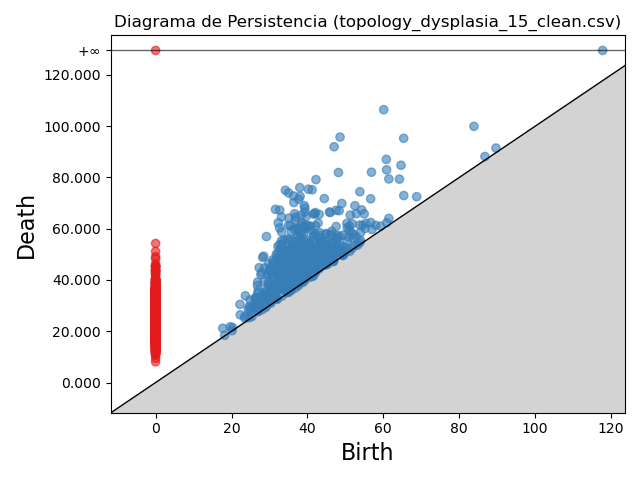 Diagrama de Persistencia (topology_dysplasia_15_clean.csv)
+∞
120.000
100.000
80.000
60.000
40.000
20.000
0.000
Death
0 20 40 60 80 100 120
Birth